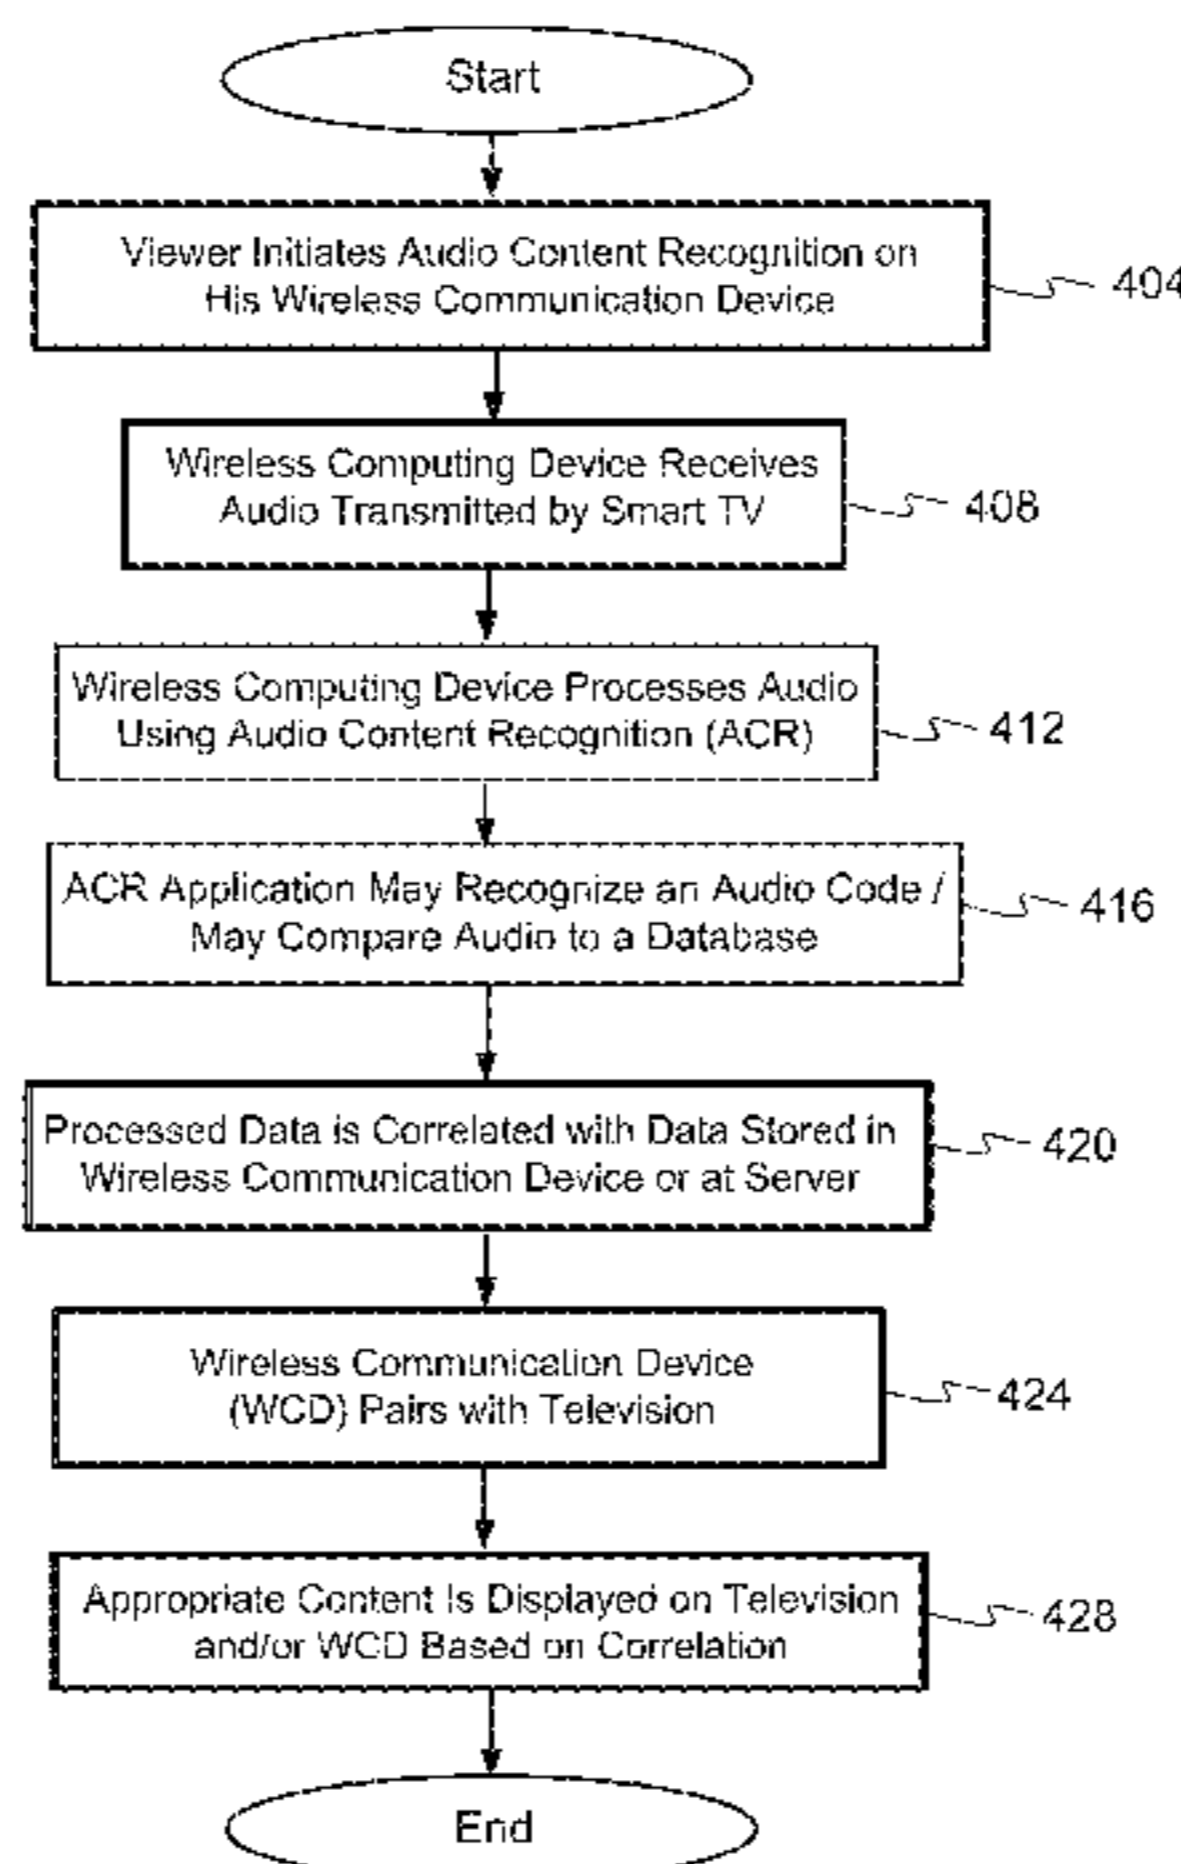 Start
Viewer Initiates Audio Content Recognition on
His Wireless Communication Device
404
Wireless Computing Device Receives
Audio Transmitted by Smart TV
408
Wireless Computing Device Processes Audio
Using Audio Content Recognition (ACR)
412
ACR Application May Recognize an Audio Code /
May Compare Audio to a Database
416
Processed Data is Correlated with Data Stored in
Wireless Communication Device or at Server
420
Wireless Communication Device
(WCD) Pairs with Television
424
Appropriate Content Is Displayed on Television
and/or WCD Based on Correlation
428
End